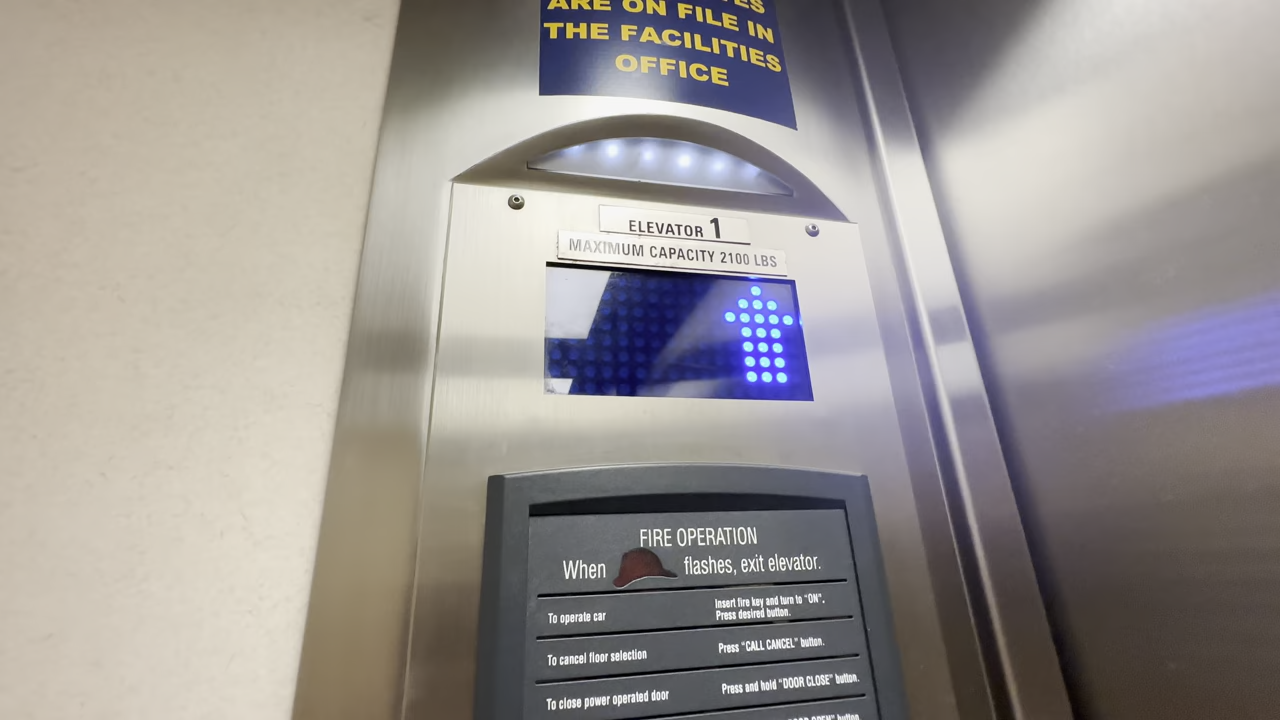 ARE ON FILE IN
THE FACILITIES
OFFICE
ELEVATOR 1
MAXIMUM CAPACITY 2100 LBS
FIRE OPERATION
When flashes, exit elevator.
To operate car
Insert fire key and turn to "ON".
Press desired button.
To cancel floor selection
Press "CALL CANCEL" button.
To close power operated door
Press and hold "DOOR CLOSE" button.